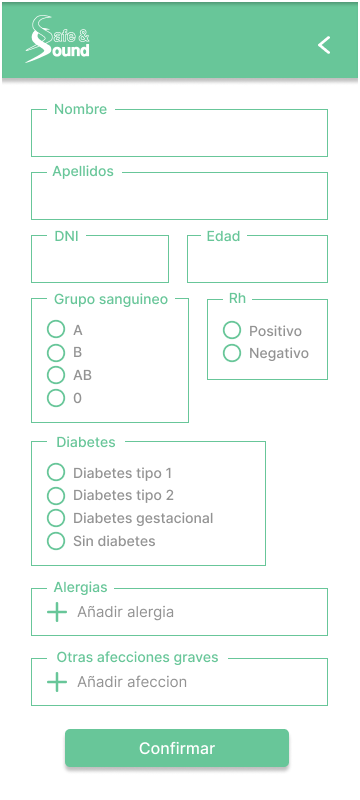 Safe &
Sound
Nombre
Apellidos
DNI
Edad
Grupo sanguineo
A
B
AB
0
Rh
Positivo
Negativo
Diabetes
Diabetes tipo 1
Diabetes tipo 2
Diabetes gestacional
Sin diabetes
Alergias
Añadir alergia
Otras afecciones graves
Añadir afeccion
Confirmar